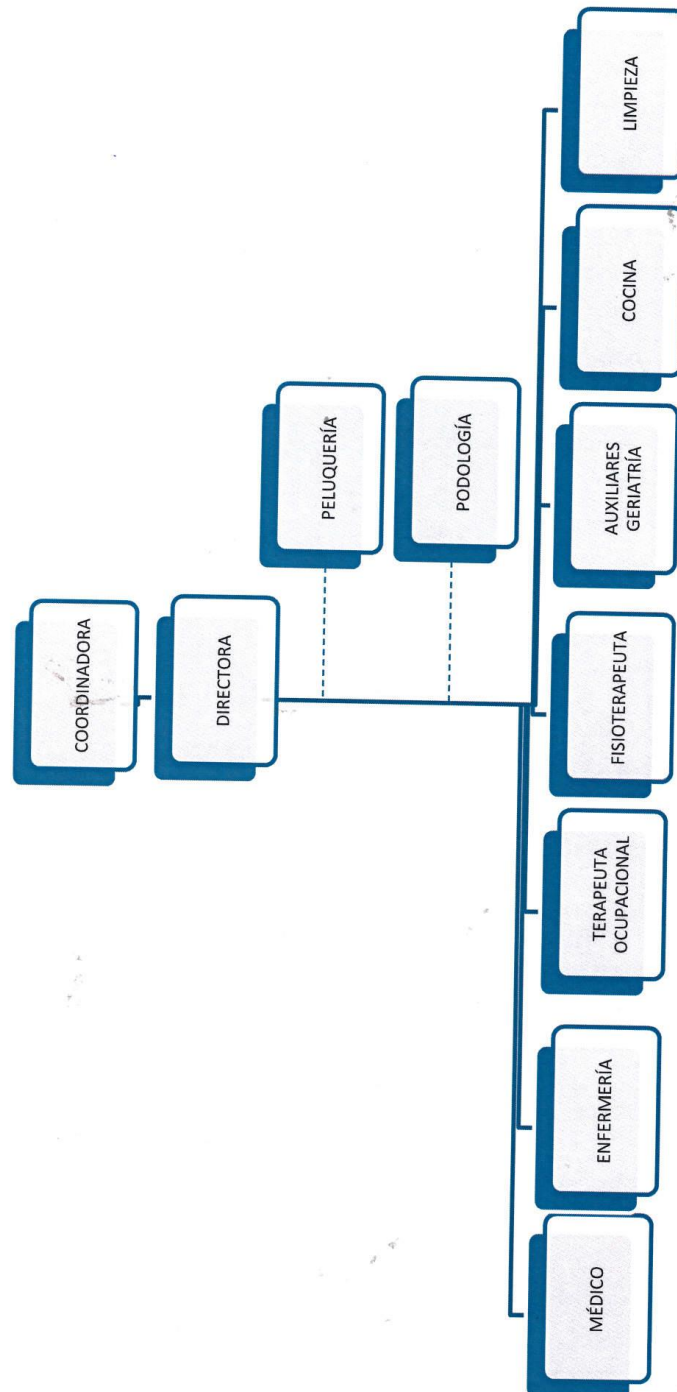 COORDINADORA
DIRECTORA
PELUQUERÍA
PODOLOGÍA
MÉDICO
ENFERMERÍA
TERAPEUTA
OCUPACIONAL
FISIOTERAPEUTA
AUXILIARES
GERIATRÍA
COCINA
LIMPIEZA